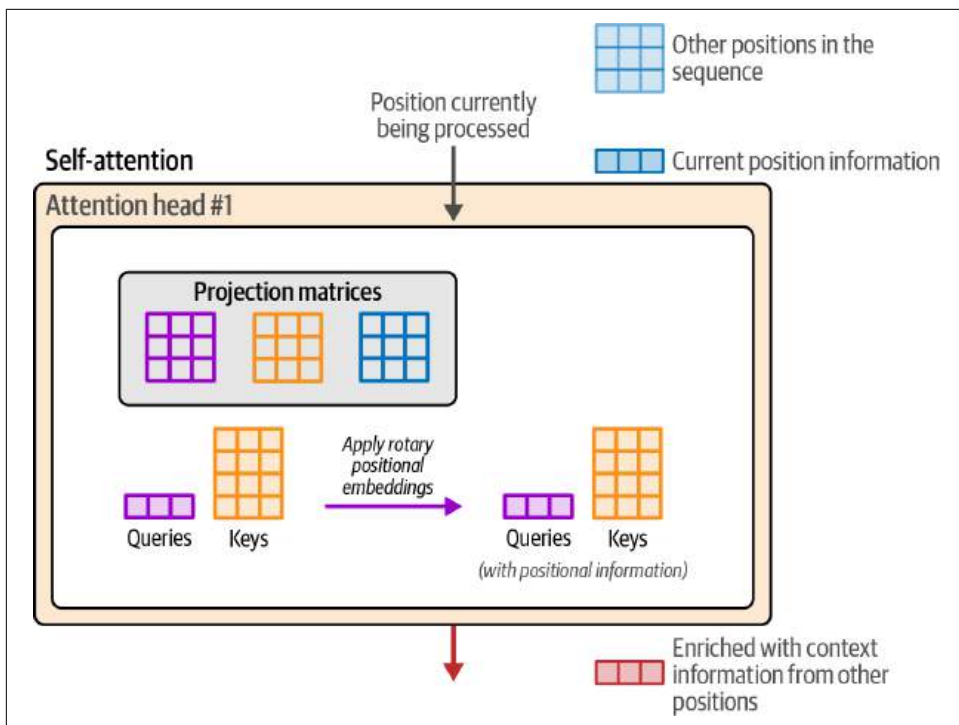 Other positions in the
sequence
Position currently
being processed
Self-attention
Current position information
Attention head #1
Projection matrices
Apply rotary
positional
embeddings
Queries
Keys
Queries
Keys
(with positional information)
Enriched with context
information from other
positions